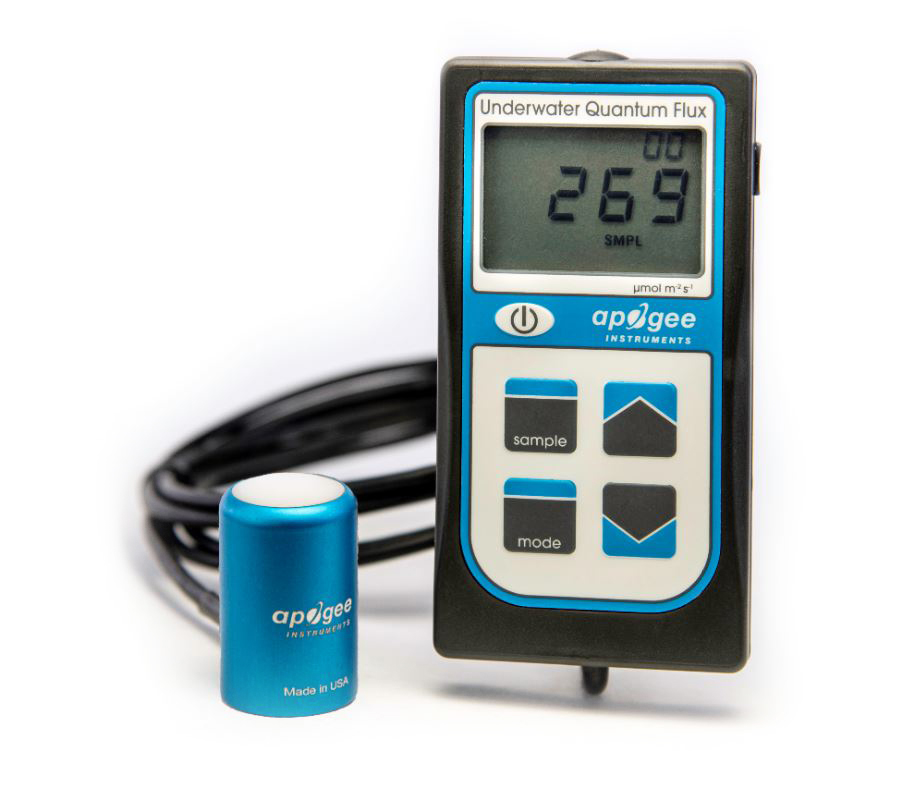 Underwater Quantum Flux
00
269
SMPL
µmol m⁻² s⁻¹
apogee
INSTRUMENTS
sample
mode
apogee
INSTRUMENTS
Made in USA